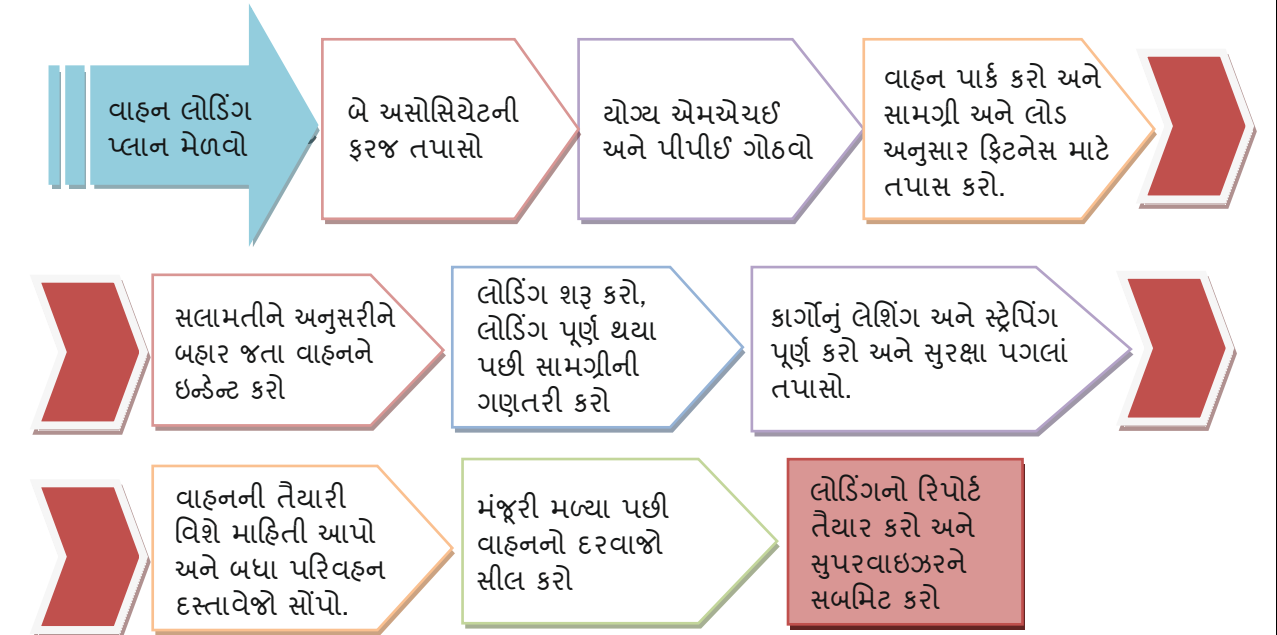 વાહન લોડિંગ
પ્લાન મેળવો
બે અસોસિયેટની
ફરજ તપાસો
યોગ્ય એમએચઈ
અને પીપીઈ ગોઠવો
વાહન પાર્ક કરો અને
સામગ્રી અને લોડ
અનુસાર ફિટનેસ માટે
તપાસ કરો.
સલામતીને અનુસરીને
બહાર જતા વાહનને
ઇન્ડેન્ટ કરો
લોડિંગ શરૂ કરો,
લોડિંગ પૂર્ણ થયા
પછી સામગ્રીની
ગણતરી કરો
કાર્ગોનું લેશિંગ અને સ્ટ્રેપિંગ
પૂર્ણ કરો અને સુરક્ષા પગલાં
તપાસો.
વાહનની તૈયારી
વિશે માહિતી આપો
અને બધા પરિવહન
દસ્તાવેજો સોંપો.
મંજૂરી મળ્યા પછી
વાહનનો દરવાજો
સીલ કરો
લોડિંગનો રિપોર્ટ
તૈયાર કરો અને
સુપરવાઇઝરને
સબમિટ કરો